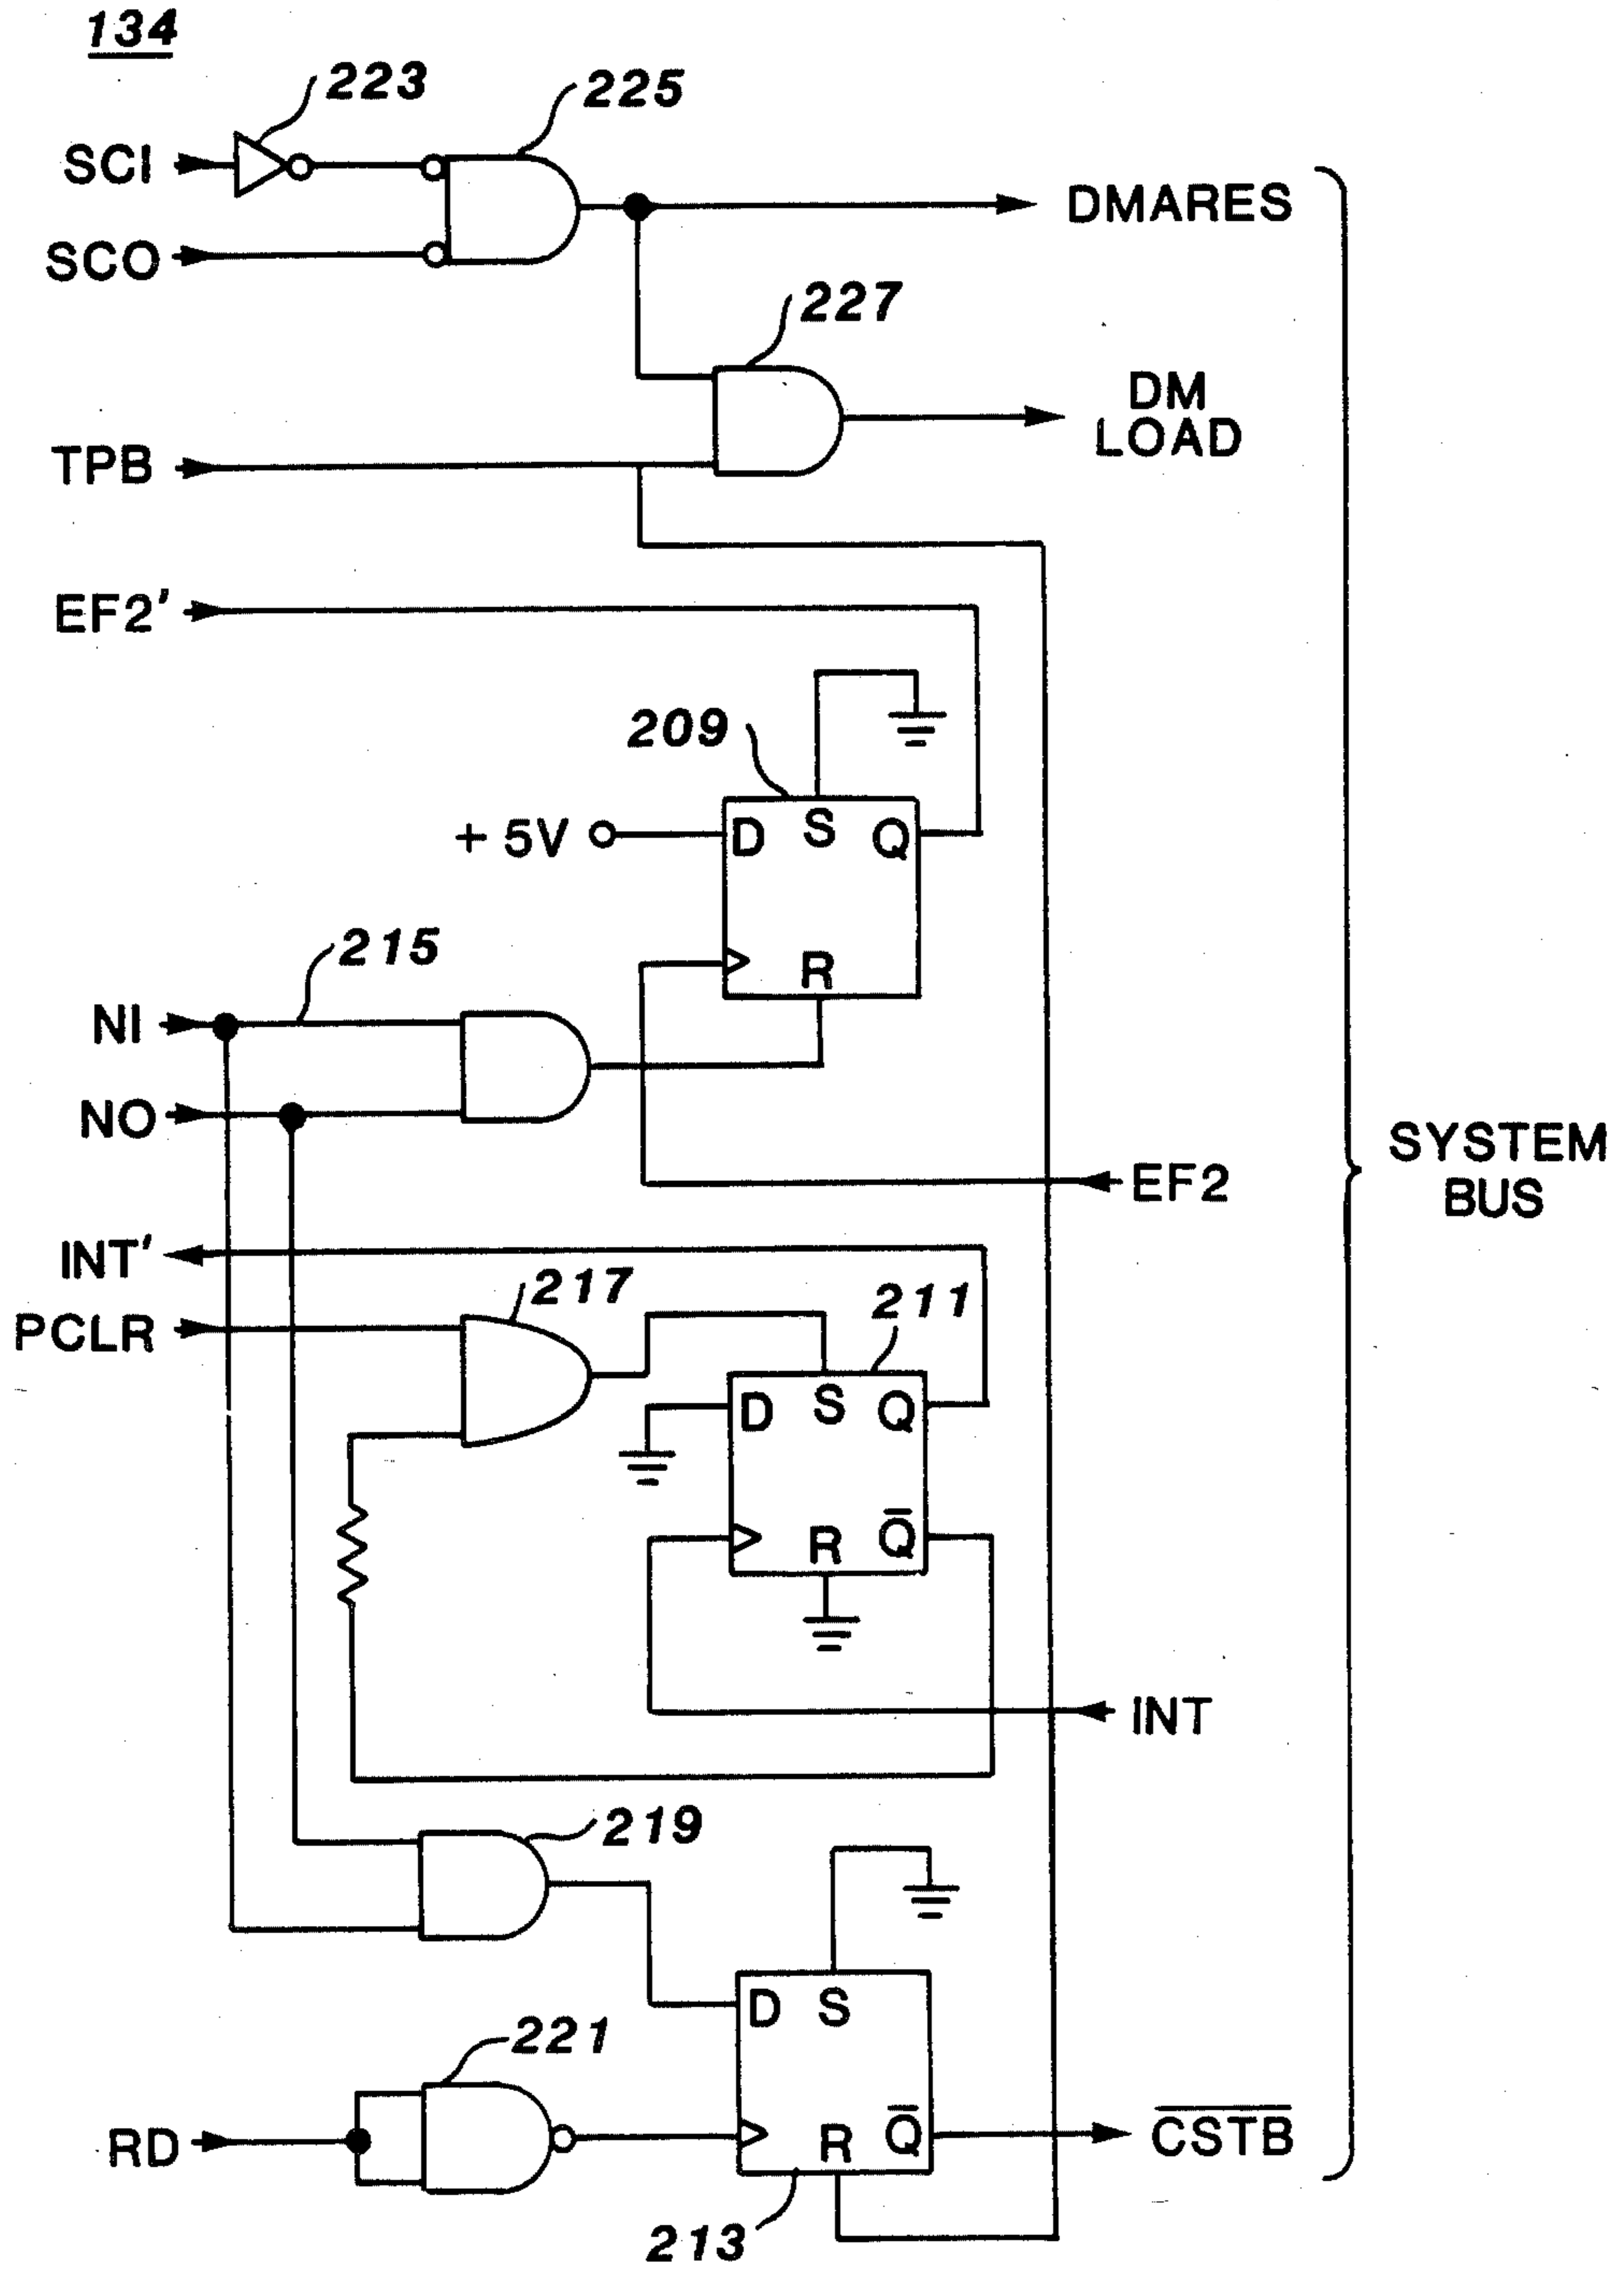 134
223
225
SCI
SCO
DMARES
227
DM
LOAD
TPB
EF2'
209
+ 5V
D
S
Q
R
215
NI
NO
EF2
SYSTEM
BUS
INT'
217
211
PCLR
D
S
Q
R
Q̅
INT
219
D
S
221
RD
R
Q̅
C̅S̅T̅B̅
213